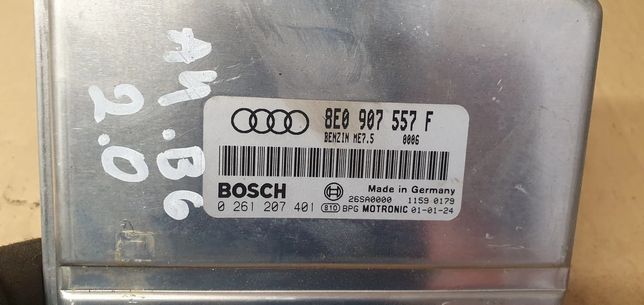 A4.B6
2.0
8E0 907 557 F
BENZIN ME7.5 0006
BOSCH
Made in Germany
26SA0000 1159 0179
0 261 207 401 810 BPG MOTRONIC 01-01-24